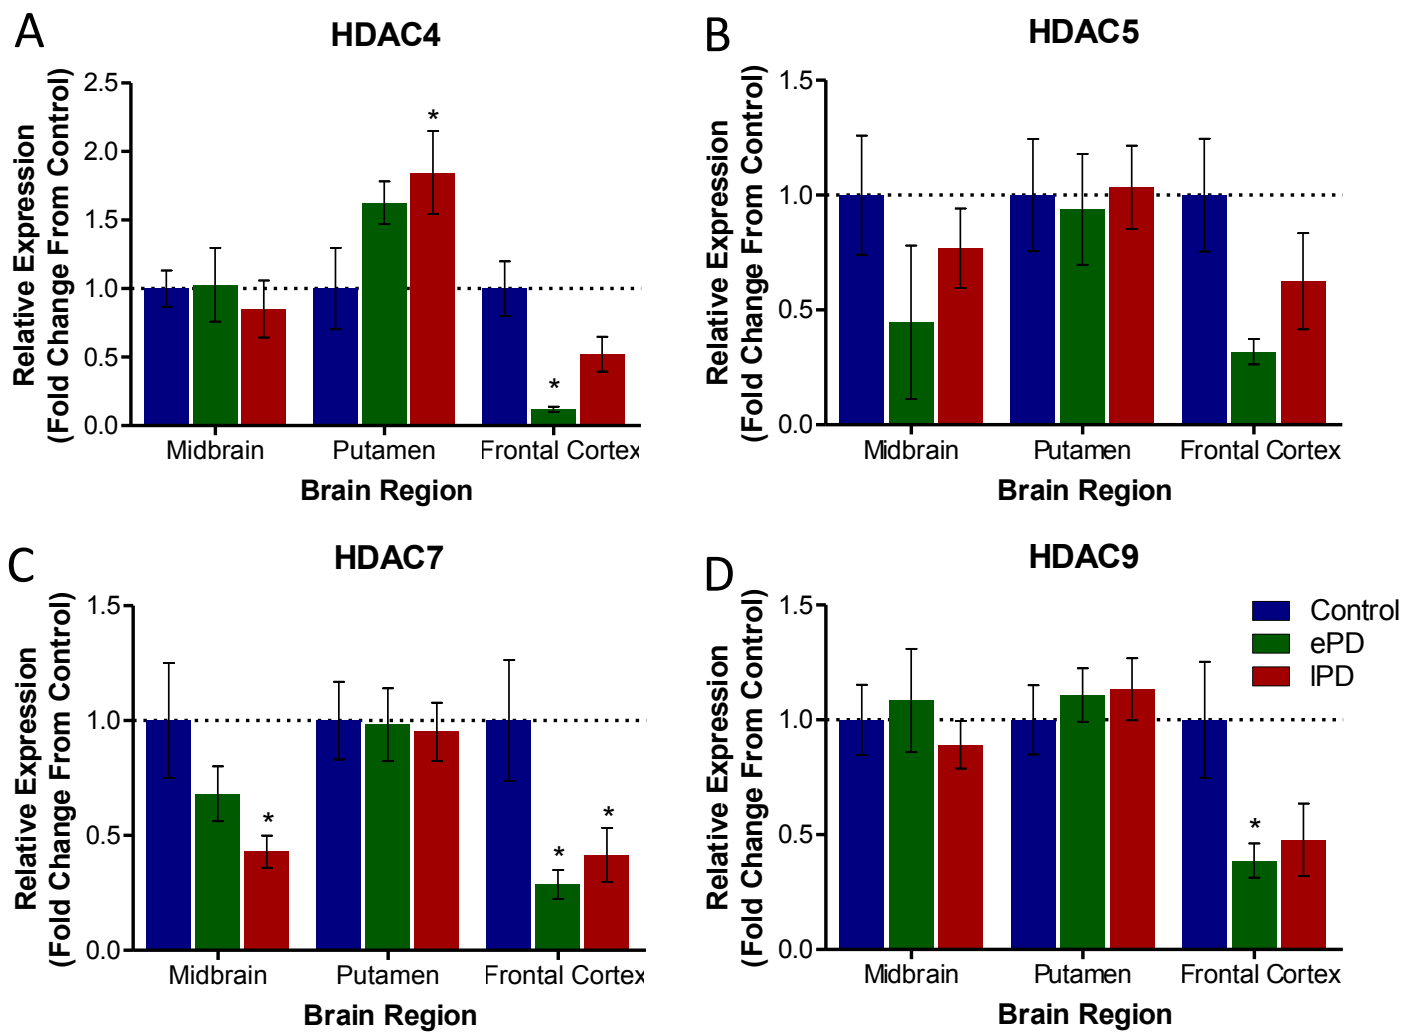 A
HDAC4
Relative Expression
(Fold Change From Control)
2.5
2.0
1.5
1.0
0.5
0.0
*
*
Midbrain Putamen Frontal Cortex
Brain Region
B
HDAC5
Relative Expression
(Fold Change From Control)
1.5
1.0
0.5
0.0
Midbrain Putamen Frontal Cortex
Brain Region
C
HDAC7
Relative Expression
(Fold Change From Control)
1.5
1.0
0.5
0.0
*
*
*
Midbrain Putamen Frontal Cortex
Brain Region
D
HDAC9
Relative Expression
(Fold Change From Control)
1.5
1.0
0.5
0.0
*
Control
ePD
lPD
Midbrain Putamen Frontal Cortex
Brain Region